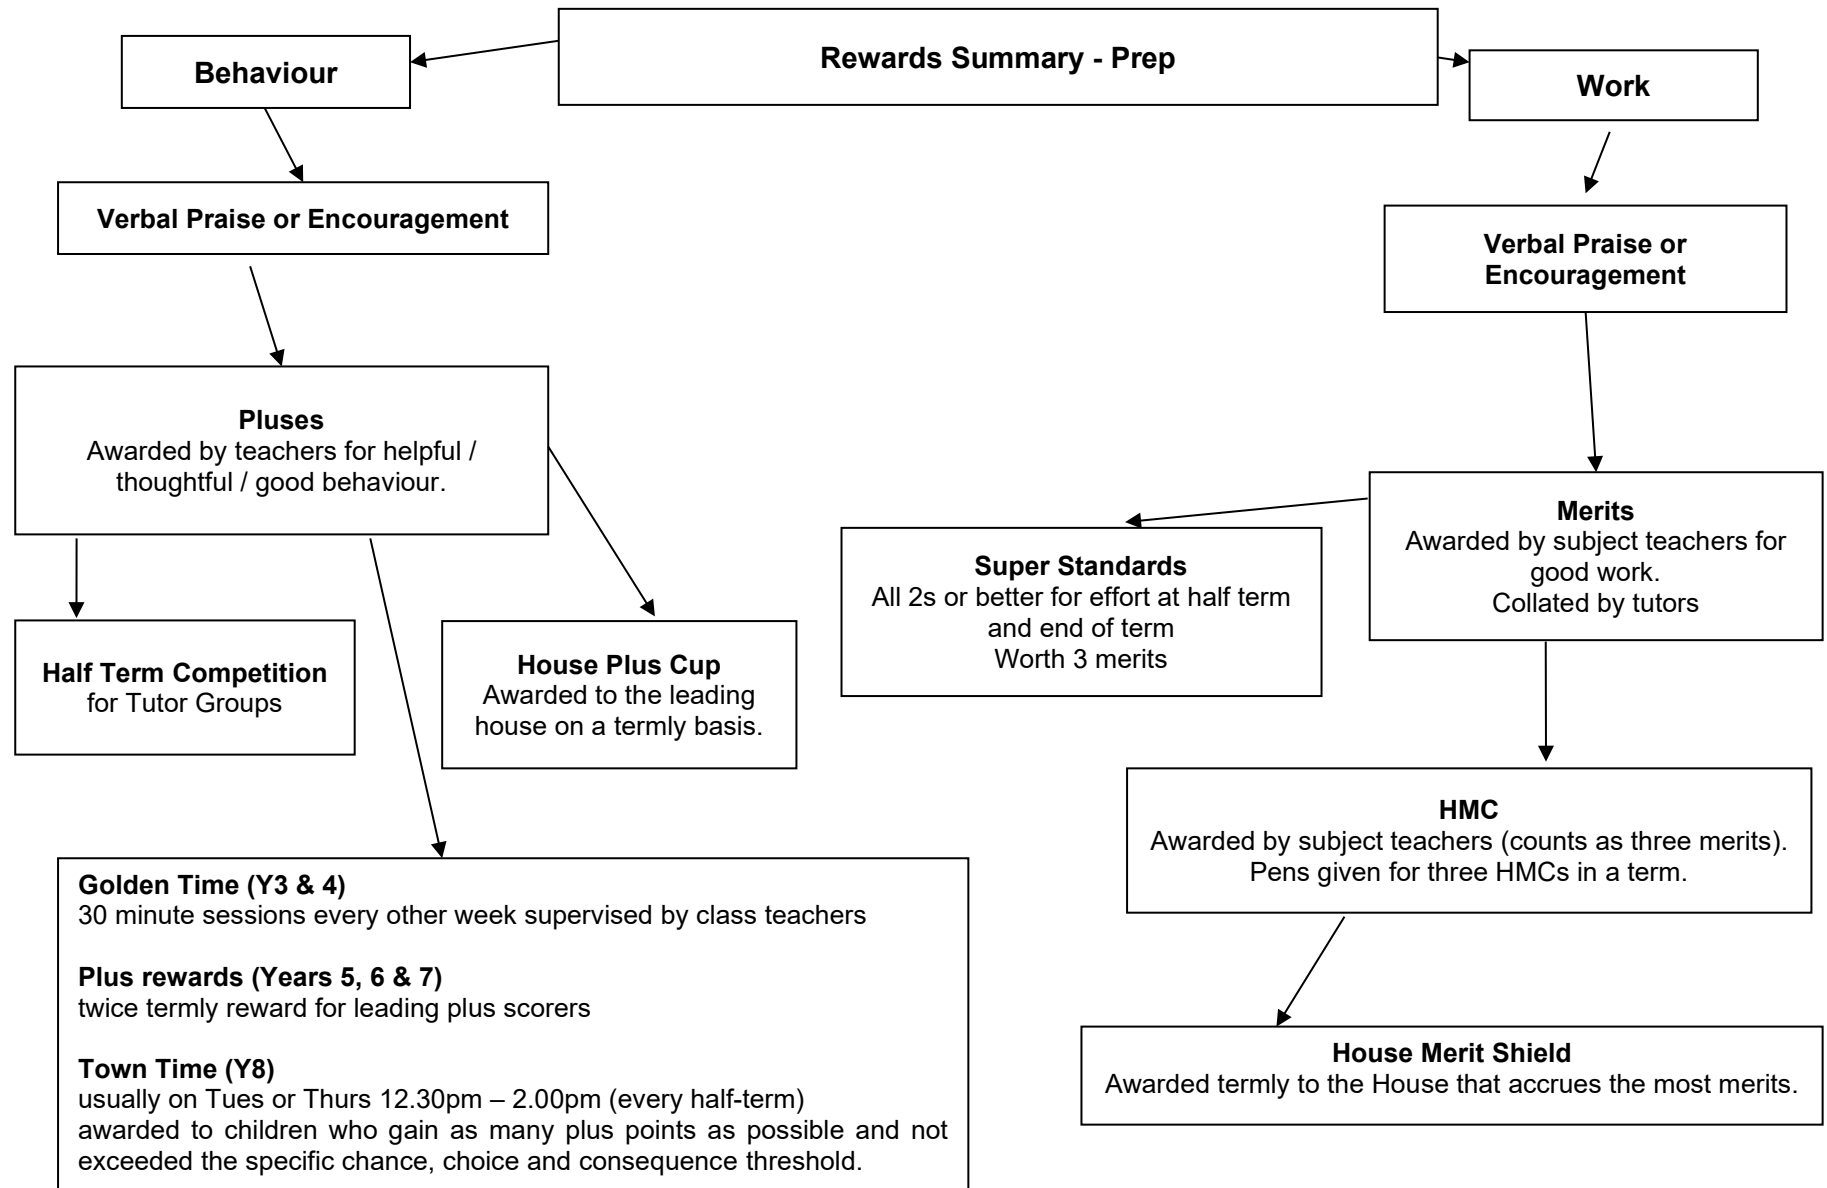 Rewards Summary - Prep
Behaviour
Work
Verbal Praise or Encouragement
Verbal Praise or
Encouragement
Pluses
Awarded by teachers for helpful /
thoughtful / good behaviour.
Merits
Awarded by subject teachers for
good work.
Collated by tutors
Super Standards
All 2s or better for effort at half term
and end of term
Worth 3 merits
Half Term Competition
for Tutor Groups
House Plus Cup
Awarded to the leading
house on a termly basis.
HMC
Awarded by subject teachers (counts as three merits).
Pens given for three HMCs in a term.
Golden Time (Y3 & 4)
30 minute sessions every other week supervised by class teachers
Plus rewards (Years 5, 6 & 7)
twice termly reward for leading plus scorers
Town Time (Y8)
usually on Tues or Thurs 12.30pm – 2.00pm (every half-term)
awarded to children who gain as many plus points as possible and not
exceeded the specific chance, choice and consequence threshold.
House Merit Shield
Awarded termly to the House that accrues the most merits.